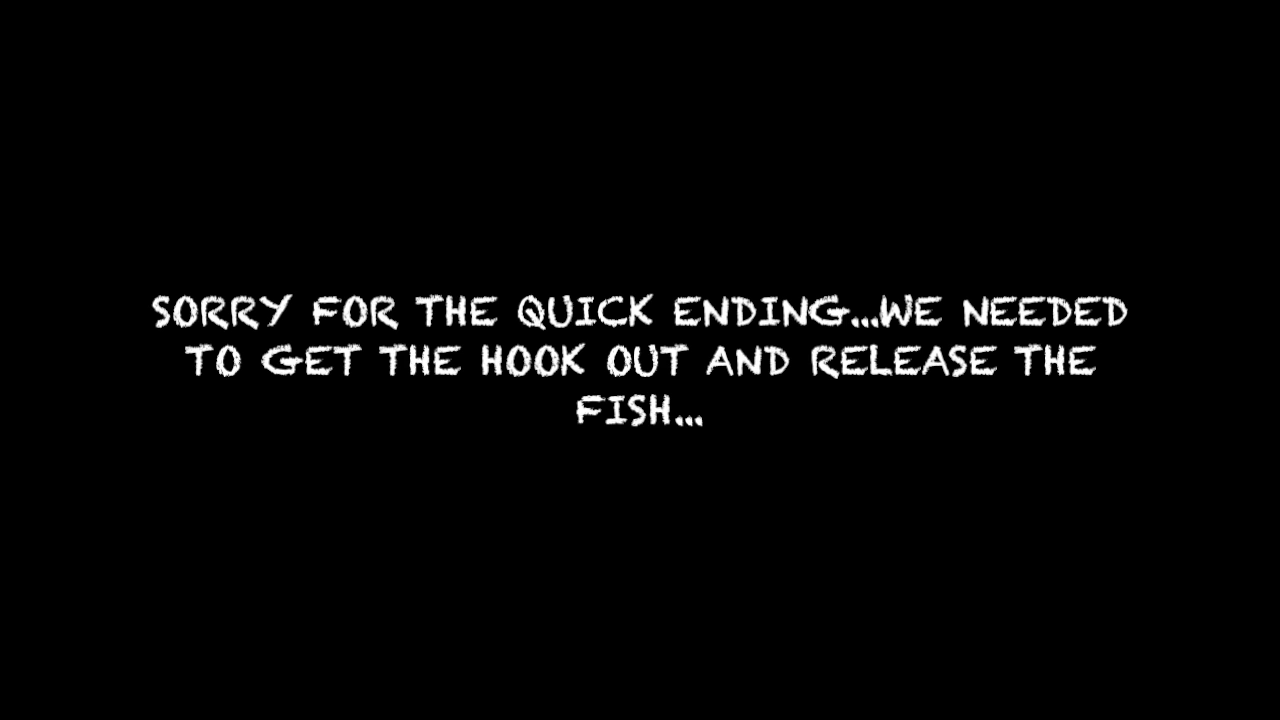 SORRY FOR THE QUICK ENDING...WE NEEDED
TO GET THE HOOK OUT AND RELEASE THE
FISH...